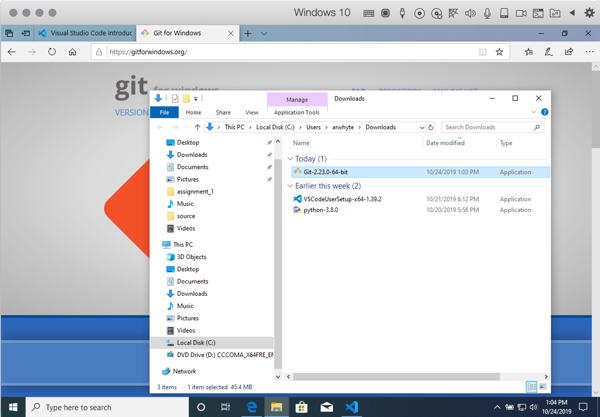 Windows 10
Visual Studio Code Introduc
Git for Windows
https://gitforwindows.org/
git for windows
VERSION
Manage
Downloads
File
Home
Share
View
Application Tools
This PC > Local Disk (C:) > Users > arwhyte > Downloads
Search Downloads
Name
Date modified
Type
Desktop
Downloads
Documents
Pictures
assignment_1
Music
source
Videos
This PC
3D Objects
Desktop
Documents
Downloads
Music
Pictures
Videos
Local Disk (C:)
DVD Drive (D:) CCCOMA_X64FRE_EN
Network
Today (1)
Git-2.23.0-64-bit 10/24/2019 1:03 PM Application
Earlier this week (2)
VSCodeUserSetup-x64-1.39.2 10/21/2019 6:12 PM Application
python-3.8.0 10/20/2019 5:56 PM Application
3 items 1 item selected 45.4 MB
Type here to search
1:04 PM
10/24/2019